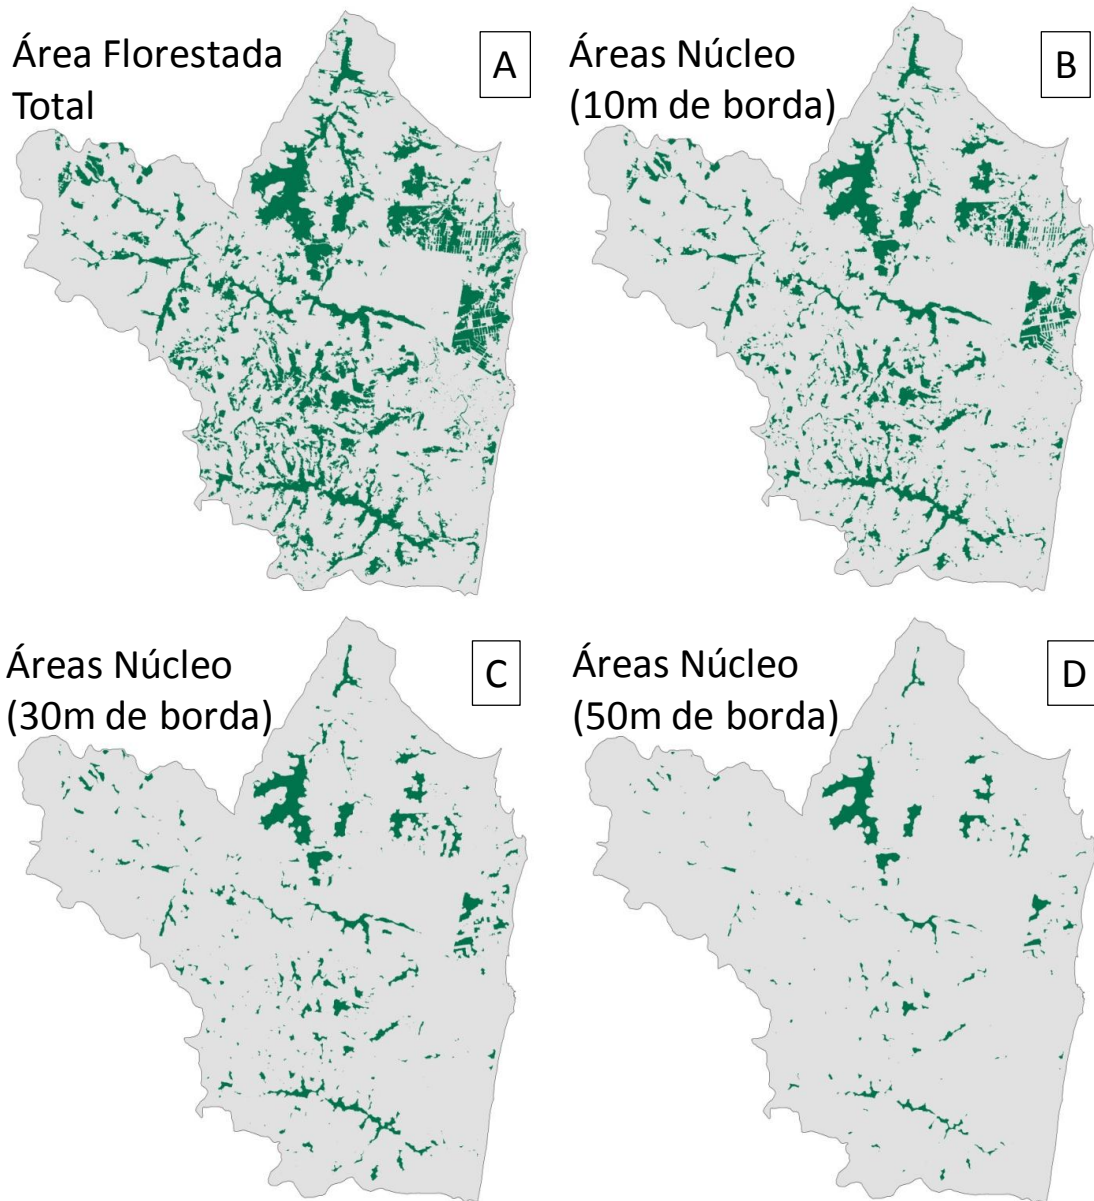 Área Florestada
Total
A
Áreas Núcleo
(10m de borda)
B
Áreas Núcleo
(30m de borda)
C
Áreas Núcleo
(50m de borda)
D